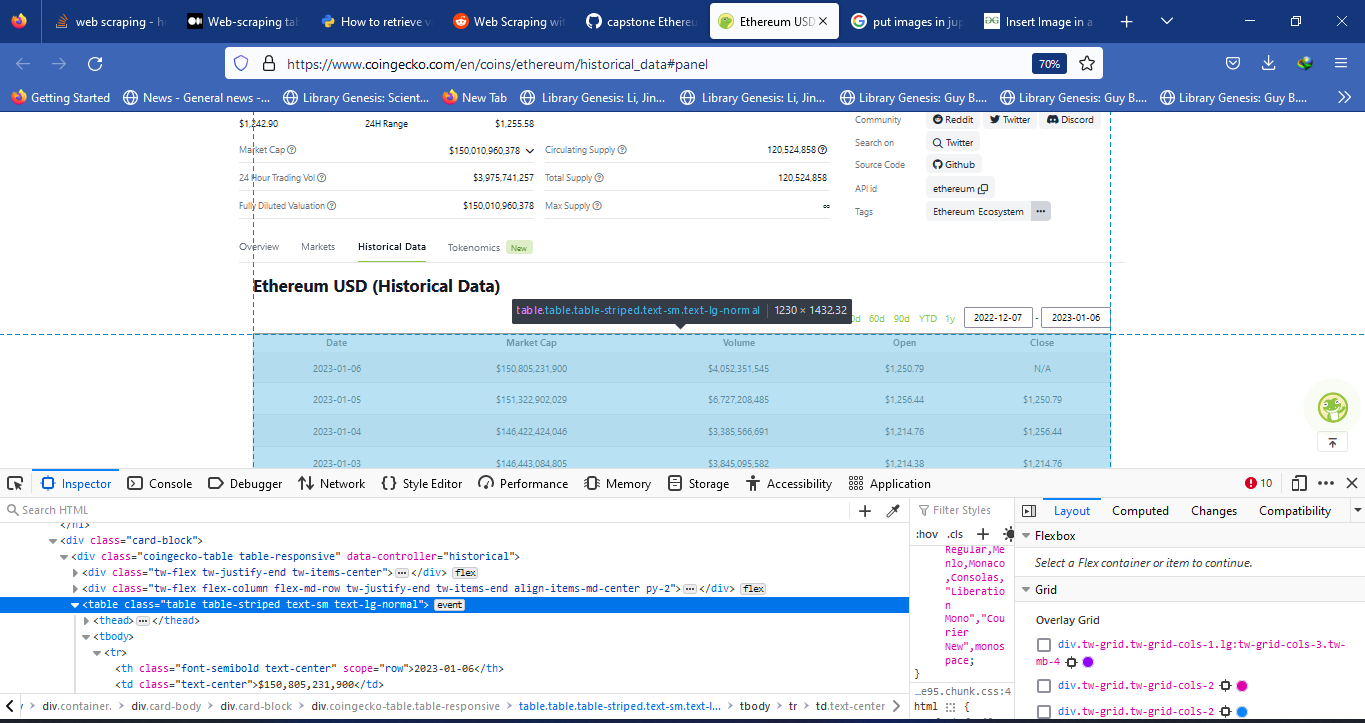 web scraping - h
Web-scraping tab
How to retrieve v
Web Scraping wit
capstone Ethereu
Ethereum USD
put images in jup
Insert Image in a
https://www.coingecko.com/en/coins/ethereum/historical_data#panel
70%
Getting Started
News - General news -...
Library Genesis: Scient...
New Tab
Library Genesis: Li, Jin...
Library Genesis: Li, Jin...
Library Genesis: Guy B....
Library Genesis: Guy B....
Library Genesis: Guy B....
$1,242.90 24H Range $1,255.58
Market Cap $150,010,960,378 Circulating Supply 120,524,858
24 Hour Trading Vol $3,975,741,257 Total Supply 120,524,858
Fully Diluted Valuation $150,010,960,378 Max Supply ∞
Community Reddit Twitter Discord
Search on Twitter
Source Code Github
API id ethereum
Tags Ethereum Ecosystem ...
Overview Markets Historical Data Tokenomics New
Ethereum USD (Historical Data)
table.table.table-striped.text-sm.text-lg-normal 1230 × 1432.32
60d 90d YTD 1y 2022-12-07 - 2023-01-06
Date Market Cap Volume Open Close
2023-01-06 $150,805,231,900 $4,052,351,545 $1,250.79 N/A
2023-01-05 $151,322,902,029 $6,727,208,485 $1,256.44 $1,250.79
2023-01-04 $146,422,424,046 $3,385,566,691 $1,214.76 $1,256.44
2023-01-03 $146,443,084,805 $3,845,095,582 $1,214.38 $1,214.76
Inspector Console Debugger Network Style Editor Performance Memory Storage Accessibility Application 10
Search HTML
</h1>
<div class="card-block">
<div class="coingecko-table table-responsive" data-controller="historical">
<div class="tw-flex tw-justify-end tw-items-center">...</div> flex
<div class="tw-flex flex-column flex-md-row tw-justify-end tw-items-end align-items-md-center py-2">...</div> flex
<table class="table table-striped text-sm text-lg-normal"> event
<thead>...</thead>
<tbody>
<tr>
<th class="font-semibold text-center" scope="row">2023-01-06</th>
<td class="text-center">$150,805,231,900</td>
div.container. div.card-body div.card-block div.coingecko-table.table-responsive table.table.table-striped.text-sm.text-l... tbody tr td.text-center
Filter Styles
:hov .cls
Regular,Me
nlo,Monaco
,Consolas,
"Liberatio
n
Mono","Cou
rier
New",monos
pace;
}
…e95.chunk.css:4
html {
Layout Computed Changes Compatibility
Flexbox
Select a Flex container or item to continue.
Grid
Overlay Grid
div.tw-grid.tw-grid-cols-1.lg:tw-grid-cols-3.tw-
mb-4
div.tw-grid.tw-grid-cols-2
div.tw-grid.tw-grid-cols-2